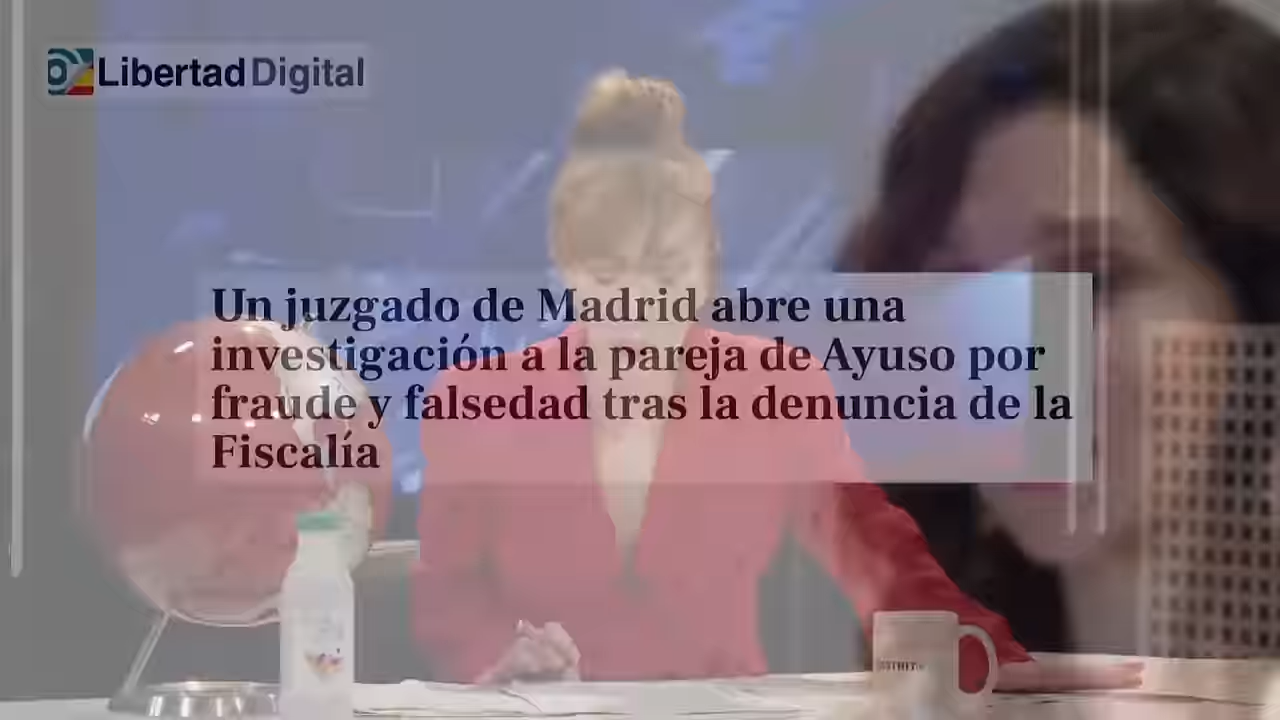 Libertad Digital
Un juzgado de Madrid abre una
investigación a la pareja de Ayuso por
fraude y falsedad tras la denuncia de la
Fiscalía